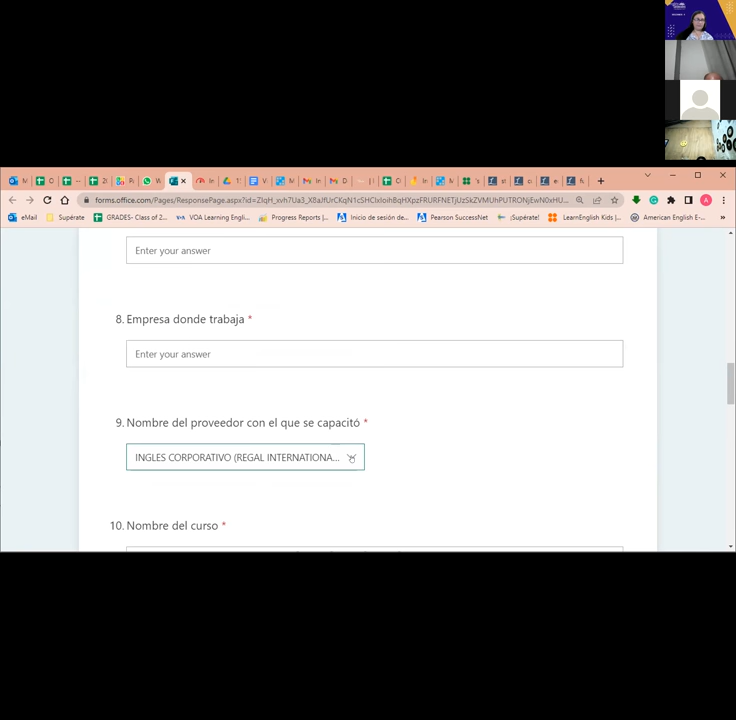 forms.office.com/Pages/ResponsePage.aspx?id=
eMail Supérate GRADES- Class of 2... VOA Learning Engli... Progress Reports |... Inicio de sesión de... Pearson SuccessNet ¡Supérate! LearnEnglish Kids |... American English E... »
Enter your answer
8. Empresa donde trabaja *
Enter your answer
9. Nombre del proveedor con el que se capacitó *
INGLES CORPORATIVO (REGAL INTERNATIONA...
10. Nombre del curso *